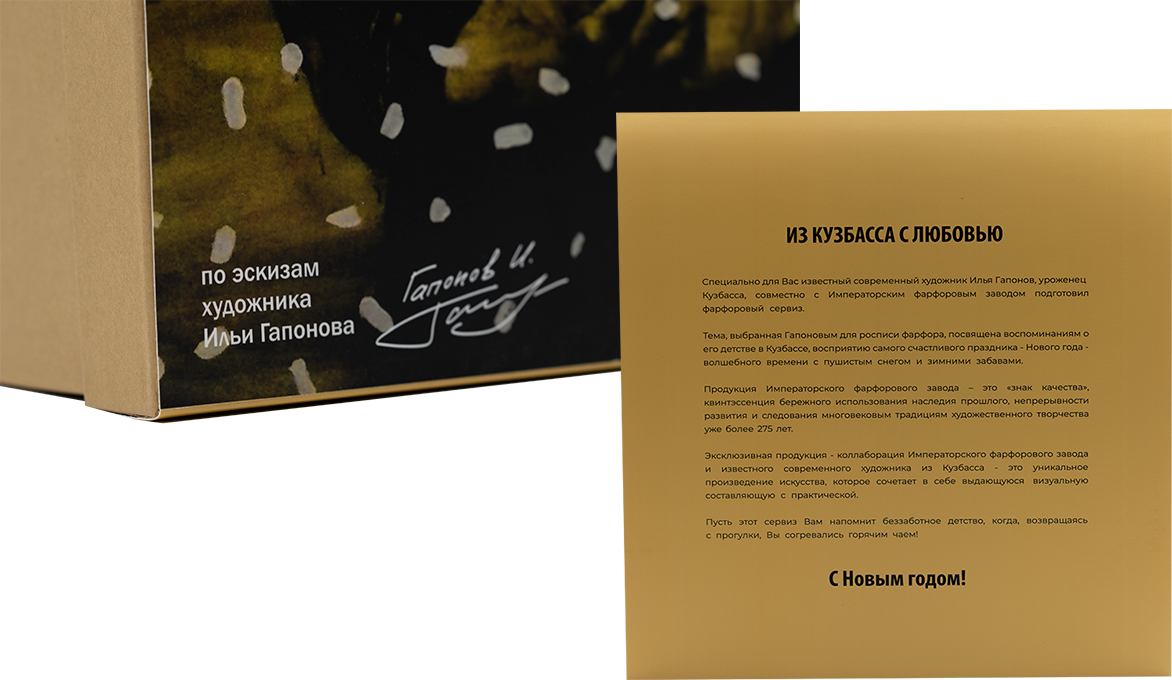 по эскизам
художника
Ильи Гапонова
Гапонов И.
ИЗ КУЗБАССА С ЛЮБОВЬЮ
Специально для Вас известный современный художник Илья Гапонов, уроженец
Кузбасса, совместно с Императорским фарфоровым заводом подготовил
фарфоровый сервиз.
Тема, выбранная Гапоновым для росписи фарфора, посвящена воспоминаниям о
его детстве в Кузбассе, восприятию самого счастливого праздника - Нового года -
волшебного времени с пушистым снегом и зимними забавами.
Продукция Императорского фарфорового завода – это «знак качества»,
квинтэссенция бережного использования наследия прошлого, непрерывности
развития и следования многовековым традициям художественного творчества
уже более 275 лет.
Эксклюзивная продукция - коллаборация Императорского фарфорового завода
и известного современного художника из Кузбасса - это уникальное
произведение искусства, которое сочетает в себе выдающуюся визуальную
составляющую с практической.
Пусть этот сервиз Вам напомнит беззаботное детство, когда, возвращаясь
с прогулки, Вы согревались горячим чаем!
С Новым годом!